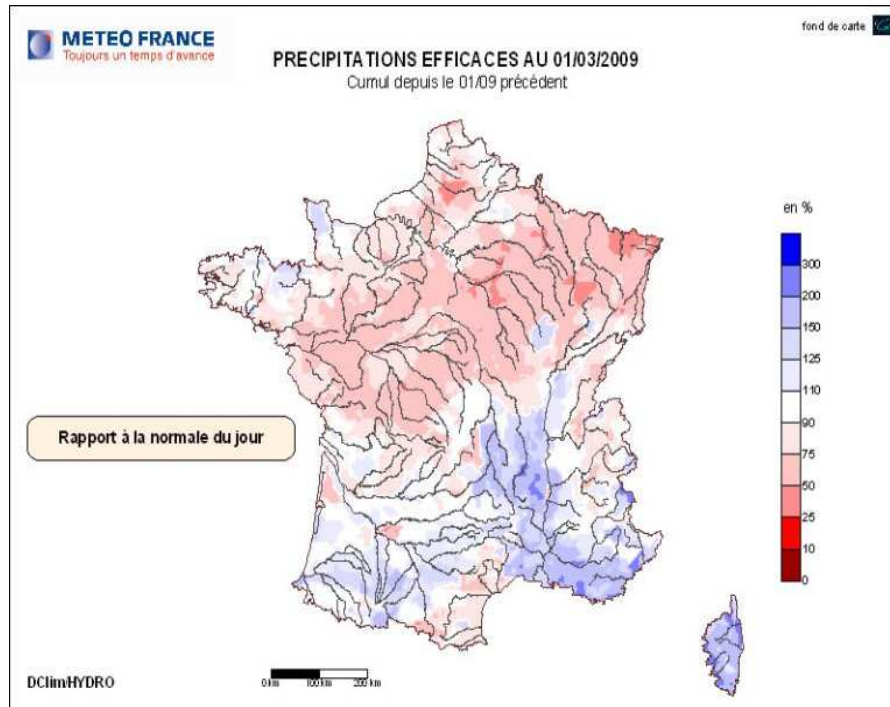 METEO FRANCE
Toujours un temps d'avance
fond de carte
PRECIPITATIONS EFFICACES AU 01/03/2009
Cumul depuis le 01/09 précédent
en %
300
200
150
125
110
90
75
50
25
10
0
Rapport à la normale du jour
DClim/HYDRO
0 km 100 km 200 km